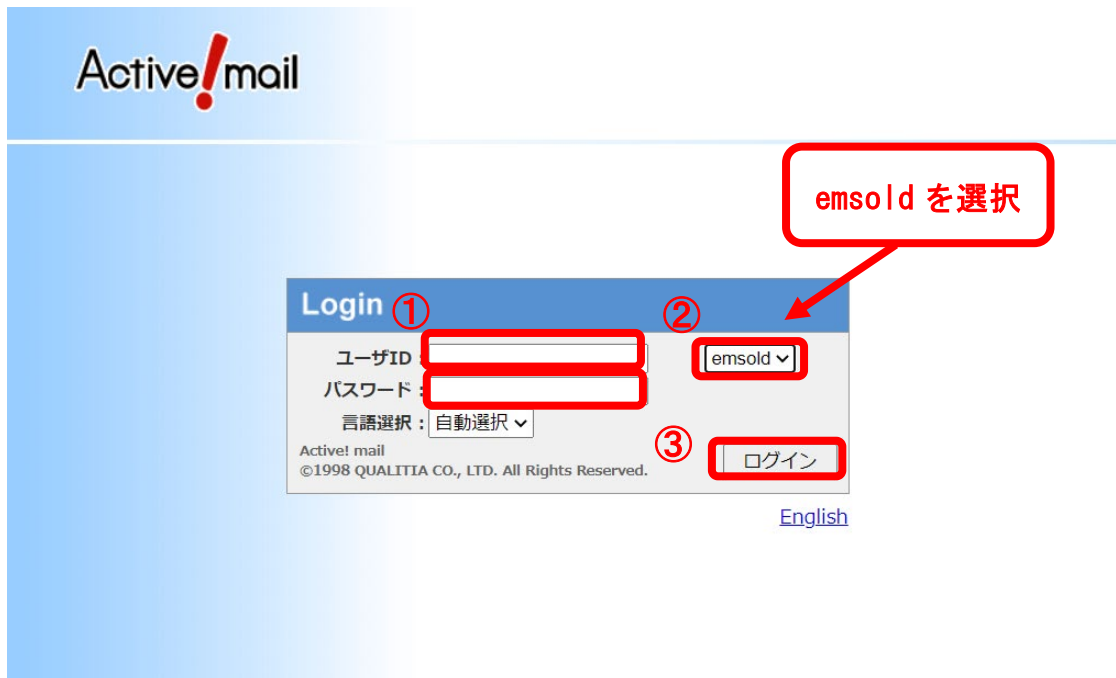 Active!mail
emsold を選択
Login ①
②
ユーザID :
emsold
パスワード :
言語選択 : 自動選択
Active! mail
③
ログイン
©1998 QUALITIA CO., LTD. All Rights Reserved.
English